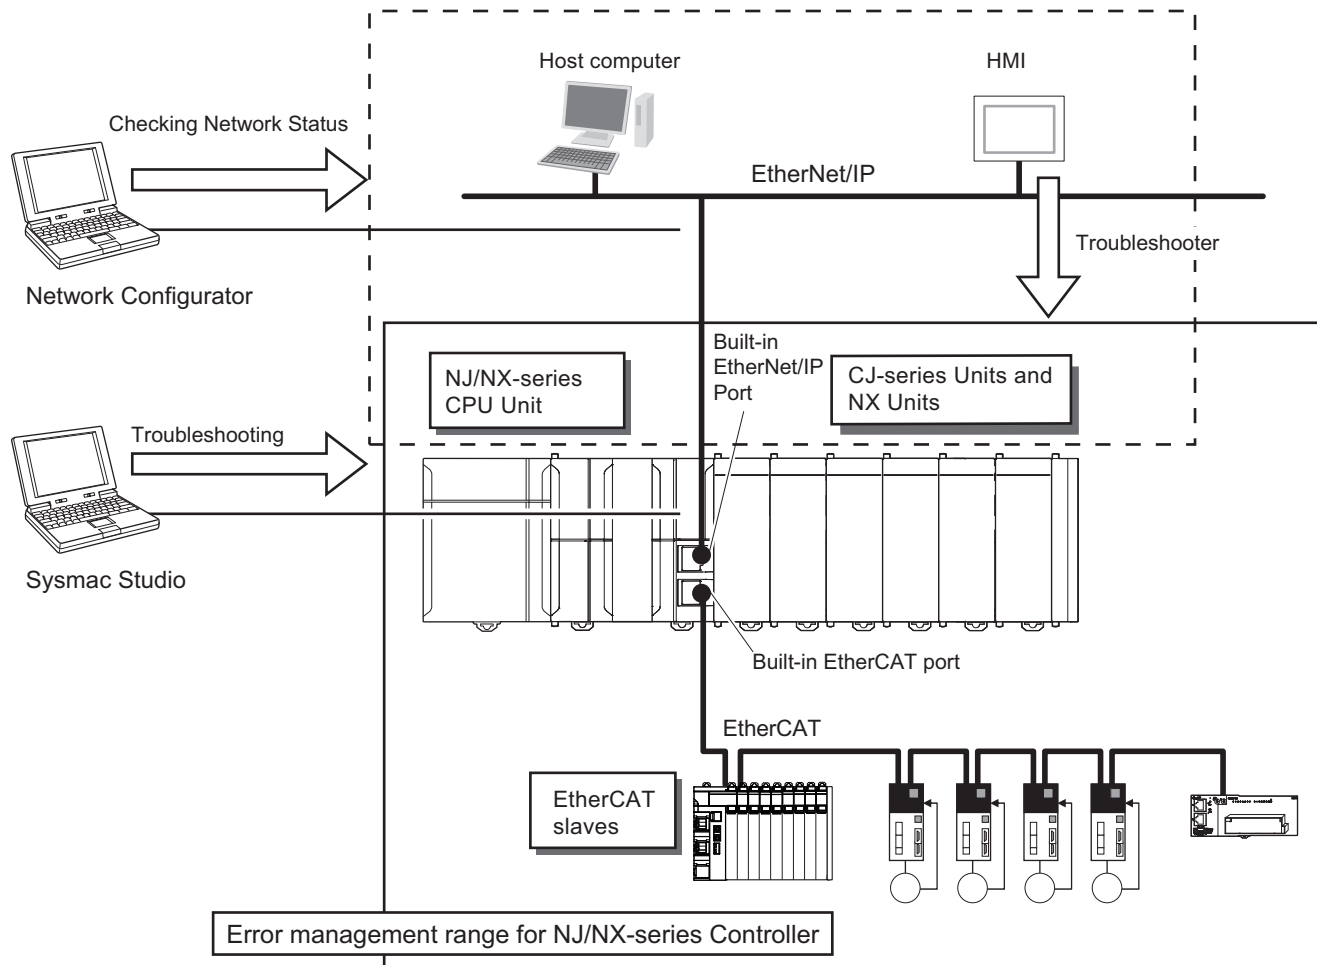 Host computer
HMI
Checking Network Status
EtherNet/IP
Troubleshooter
Network Configurator
Built-in
EtherNet/IP
Port
NJ/NX-series
CPU Unit
CJ-series Units and
NX Units
Troubleshooting
Sysmac Studio
Built-in EtherCAT port
EtherCAT
EtherCAT
slaves
Error management range for NJ/NX-series Controller